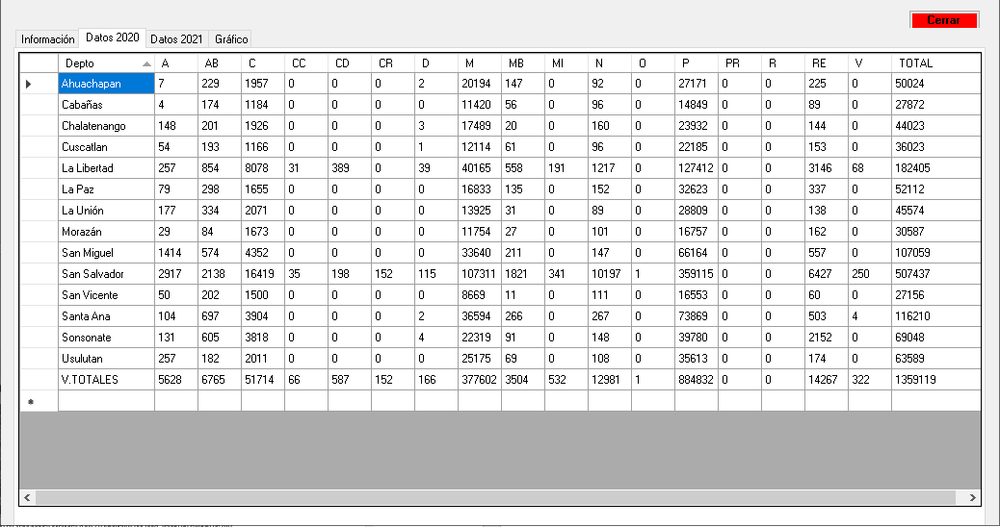 Cerrar
Información Datos 2020 Datos 2021 Gráfico
Depto A AB C CC CD CR D M MB MI N O P PR R RE V TOTAL
Ahuachapan 7 229 1957 0 0 0 2 20194 147 0 92 0 27171 0 0 225 0 50024
Cabañas 4 174 1184 0 0 0 0 11420 56 0 96 0 14849 0 0 89 0 27872
Chalatenango 148 201 1926 0 0 0 3 17489 20 0 160 0 23932 0 0 144 0 44023
Cuscatlan 54 193 1166 0 0 0 1 12114 61 0 96 0 22185 0 0 153 0 36023
La Libertad 257 854 8078 31 389 0 39 40165 558 191 1217 0 127412 0 0 3146 68 182405
La Paz 79 298 1655 0 0 0 0 16833 135 0 152 0 32623 0 0 337 0 52112
La Unión 177 334 2071 0 0 0 0 13925 31 0 89 0 28809 0 0 138 0 45574
Morazán 29 84 1673 0 0 0 0 11754 27 0 101 0 16757 0 0 162 0 30587
San Miguel 1414 574 4352 0 0 0 0 33640 211 0 147 0 66164 0 0 557 0 107059
San Salvador 2917 2138 16419 35 198 152 115 107311 1821 341 10197 1 359115 0 0 6427 250 507437
San Vicente 50 202 1500 0 0 0 0 8669 11 0 111 0 16553 0 0 60 0 27156
Santa Ana 104 697 3904 0 0 0 2 36594 266 0 267 0 73869 0 0 503 4 116210
Sonsonate 131 605 3818 0 0 0 4 22319 91 0 148 0 39780 0 0 2152 0 69048
Usulutan 257 182 2011 0 0 0 0 25175 69 0 108 0 35613 0 0 174 0 63589
V.TOTALES 5628 6765 51714 66 587 152 166 377602 3504 532 12981 1 884832 0 0 14267 322 1359119